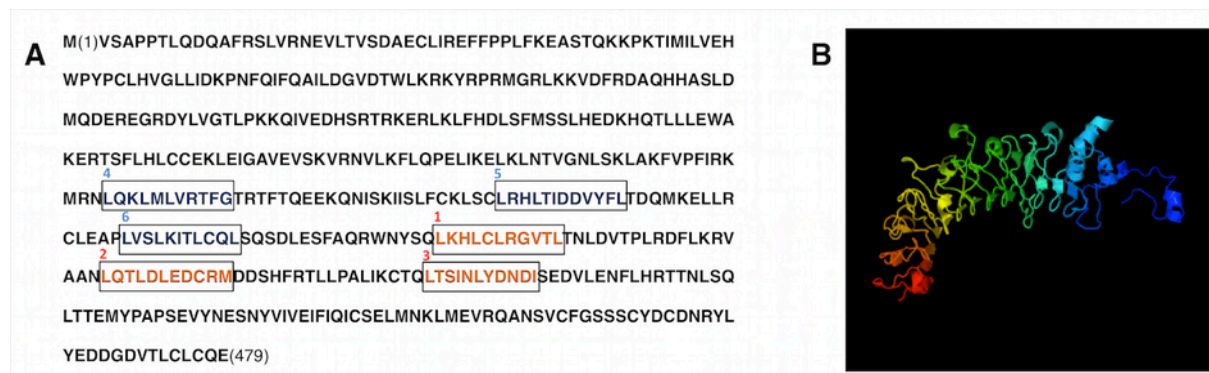 A
B
M(1)VSAPPTLQDQAFRSLVRNEVLTVSDAECLIREFFPPLFKEASTQKKPKTIMILVEH
WPYPCLHVGLLIDKPNFQIFQAILDGVDTWLKRKYRPRMGRLKKVDFRDAQHHASLD
MQDEREGRDYLVGTLPKKQIVEDHSRTRKERLKLFHDLSFMSSLHEDKHQTLLLEWA
KERTSFLHLCCEKLEIGAVEVSKVRNVLKFLQPELIKELKLNTVGNLSKLAKFVPFIRK
4 5
MRNLQKLMLVRTFGTRTFTQEEKQNISKIISLFCKLSCLRHLTIDDVYFLTDQMKELLR
6 1
CLEAPLVSLKITLCQLSQSDLESFAQRWNYSQLKHLCLRGVTLTNLDVTPLRDFLKRV
2 3
AANLQTLDLEDCRMDDSHFRTLLPALIKCTQLTSINLYDNDISEDVLENFLHRTTNLSQ
LTTEMYPAPSEVYNESNYVIVEIFIQICSELMNKLMEVRQANSVCFGSSSCYDCDNRYL
YEDDGDVTLCLCQE(479)